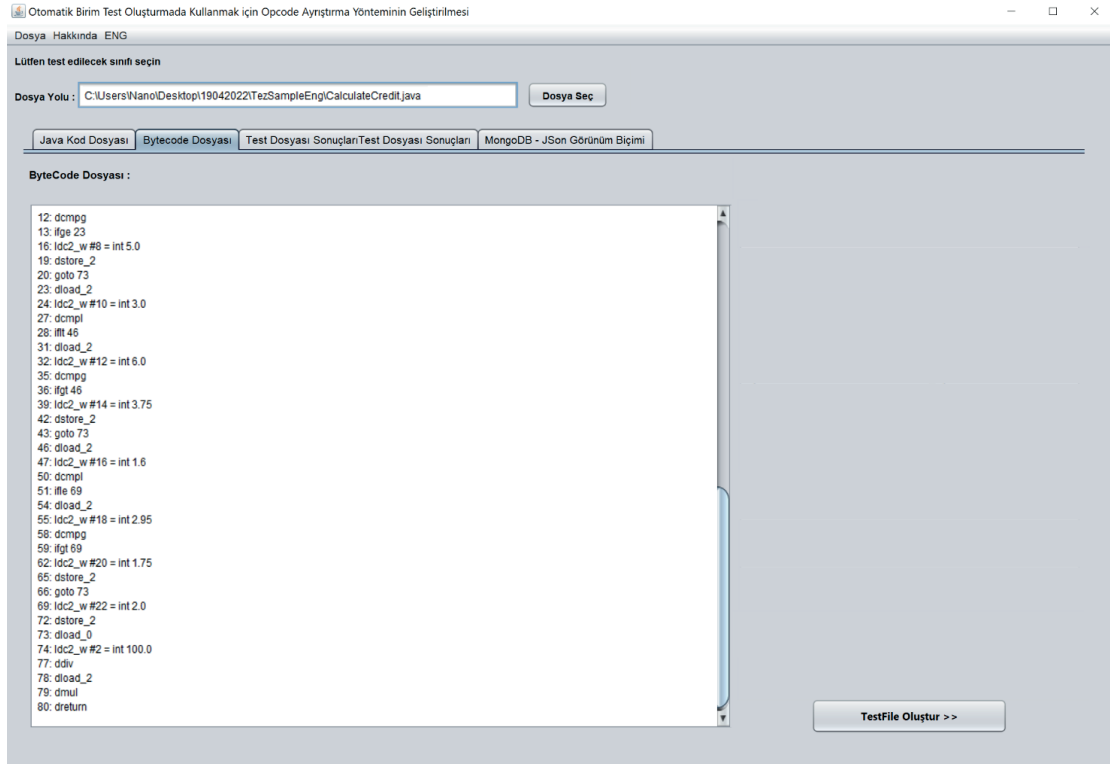 Otomatik Birim Test Oluşturmada Kullanmak için Opcode Ayrıştırma Yönteminin Geliştirilmesi
Dosya Hakkında ENG
Lütfen test edilecek sınıfı seçin
Dosya Yolu : C:\Users\Nano\Desktop\19042022\TezSampleEng\CalculateCredit.java Dosya Seç
Java Kod Dosyası Bytecode Dosyası Test Dosyası SonuçlarıTest Dosyası Sonuçları MongoDB - JSon Görünüm Biçimi
ByteCode Dosyası :
12: dcmpg
13: ifge 23
16: ldc2_w #8 = int 5.0
19: dstore_2
20: goto 73
23: dload_2
24: ldc2_w #10 = int 3.0
27: dcmpl
28: iflt 46
31: dload_2
32: ldc2_w #12 = int 6.0
35: dcmpg
36: ifgt 46
39: ldc2_w #14 = int 3.75
42: dstore_2
43: goto 73
46: dload_2
47: ldc2_w #16 = int 1.6
50: dcmpl
51: ifle 69
54: dload_2
55: ldc2_w #18 = int 2.95
58: dcmpg
59: ifgt 69
62: ldc2_w #20 = int 1.75
65: dstore_2
66: goto 73
69: ldc2_w #22 = int 2.0
72: dstore_2
73: dload_0
74: ldc2_w #2 = int 100.0
77: ddiv
78: dload_2
79: dmul
80: dreturn
TestFile Oluştur >>